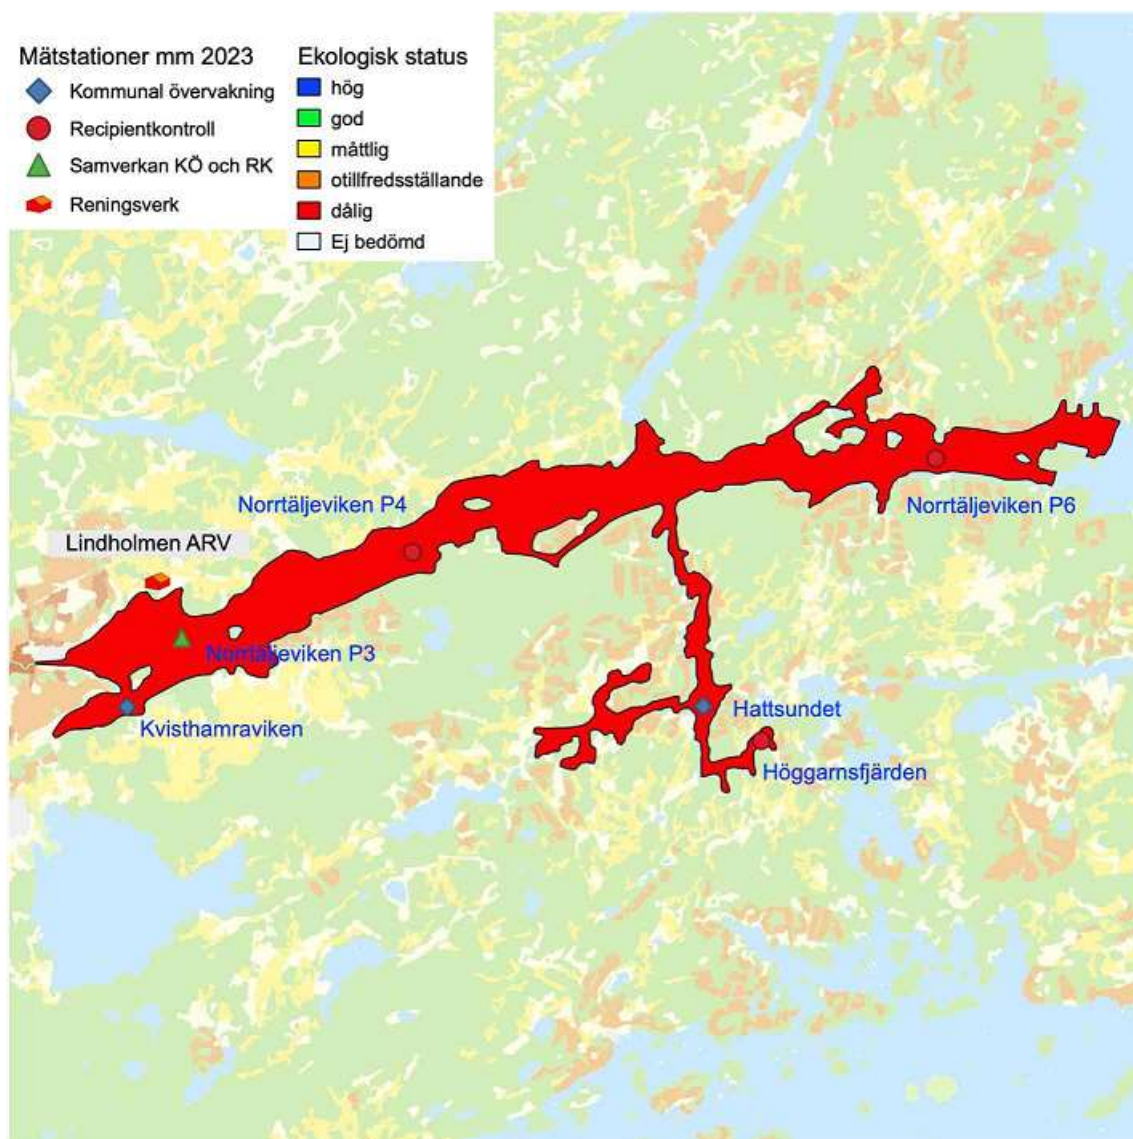 Mätstationer mm 2023
Kommunal övervakning
Recipientkontroll
Samverkan KÖ och RK
Reningsverk
Ekologisk status
hög
god
måttlig
otillfredsställande
dålig
Ej bedömd
Norrtäljeviken P4
Norrtäljeviken P6
Lindholmen ARV
Norrtäljeviken P3
Kvisthamraviken
Hattsundet
Höggarnsfjärden